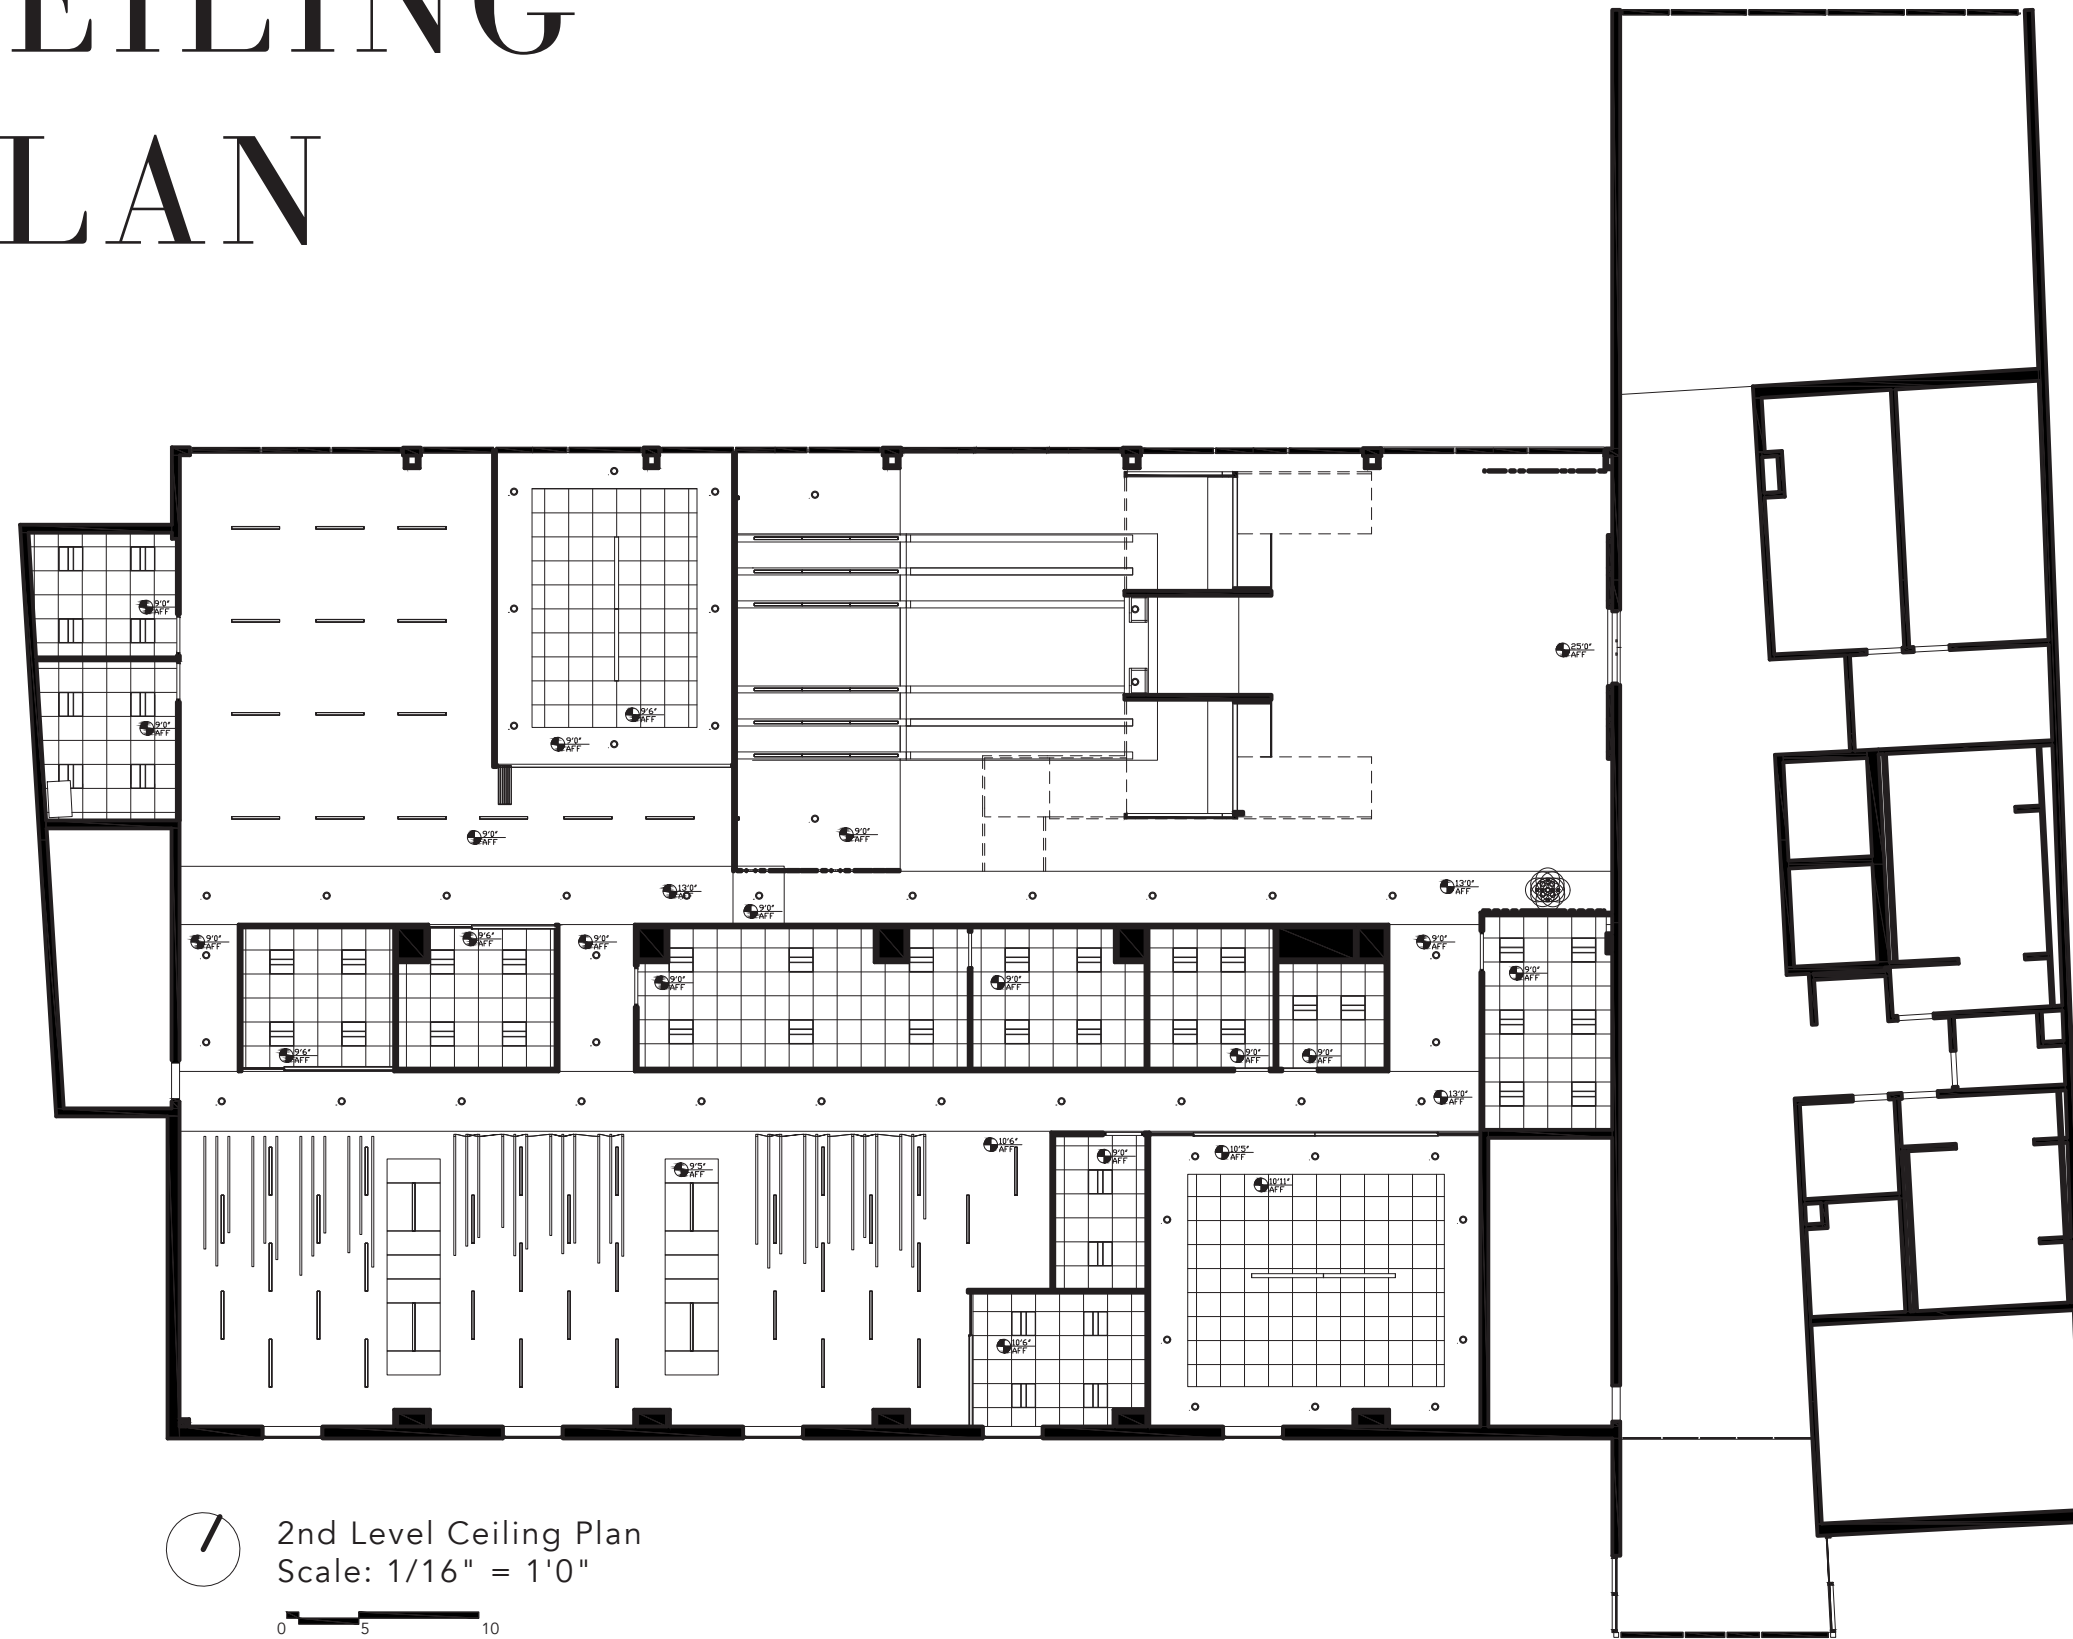 EILING
LAN
9'0"
AFF
9'0"
AFF
9'6"
AFF
9'0"
AFF
9'0"
AFF
9'0"
AFF
25'0"
AFF
13'0"
AFF
9'0"
AFF
13'0"
AFF
9'0"
AFF
9'6"
AFF
9'0"
AFF
9'0"
AFF
9'0"
AFF
9'0"
AFF
9'0"
AFF
9'6"
AFF
9'0"
AFF
9'0"
AFF
13'0"
AFF
9'5"
AFF
10'6"
AFF
9'0"
AFF
10'5"
AFF
10'11"
AFF
10'6"
AFF
2nd Level Ceiling Plan
Scale: 1/16" = 1'0"
0 5 10